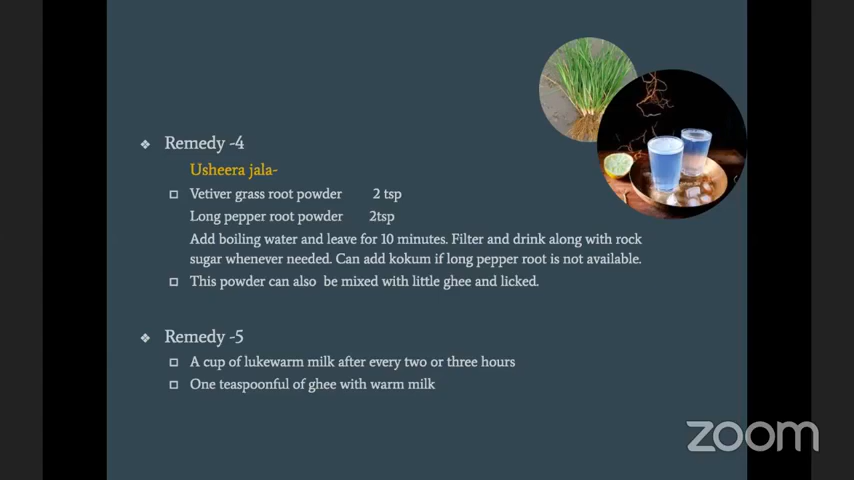 Remedy -4
Usheera jala-
Vetiver grass root powder 2 tsp
Long pepper root powder 2tsp
Add boiling water and leave for 10 minutes. Filter and drink along with rock
sugar whenever needed. Can add kokum if long pepper root is not available.
This powder can also be mixed with little ghee and licked.
Remedy -5
A cup of lukewarm milk after every two or three hours
One teaspoonful of ghee with warm milk
zoom